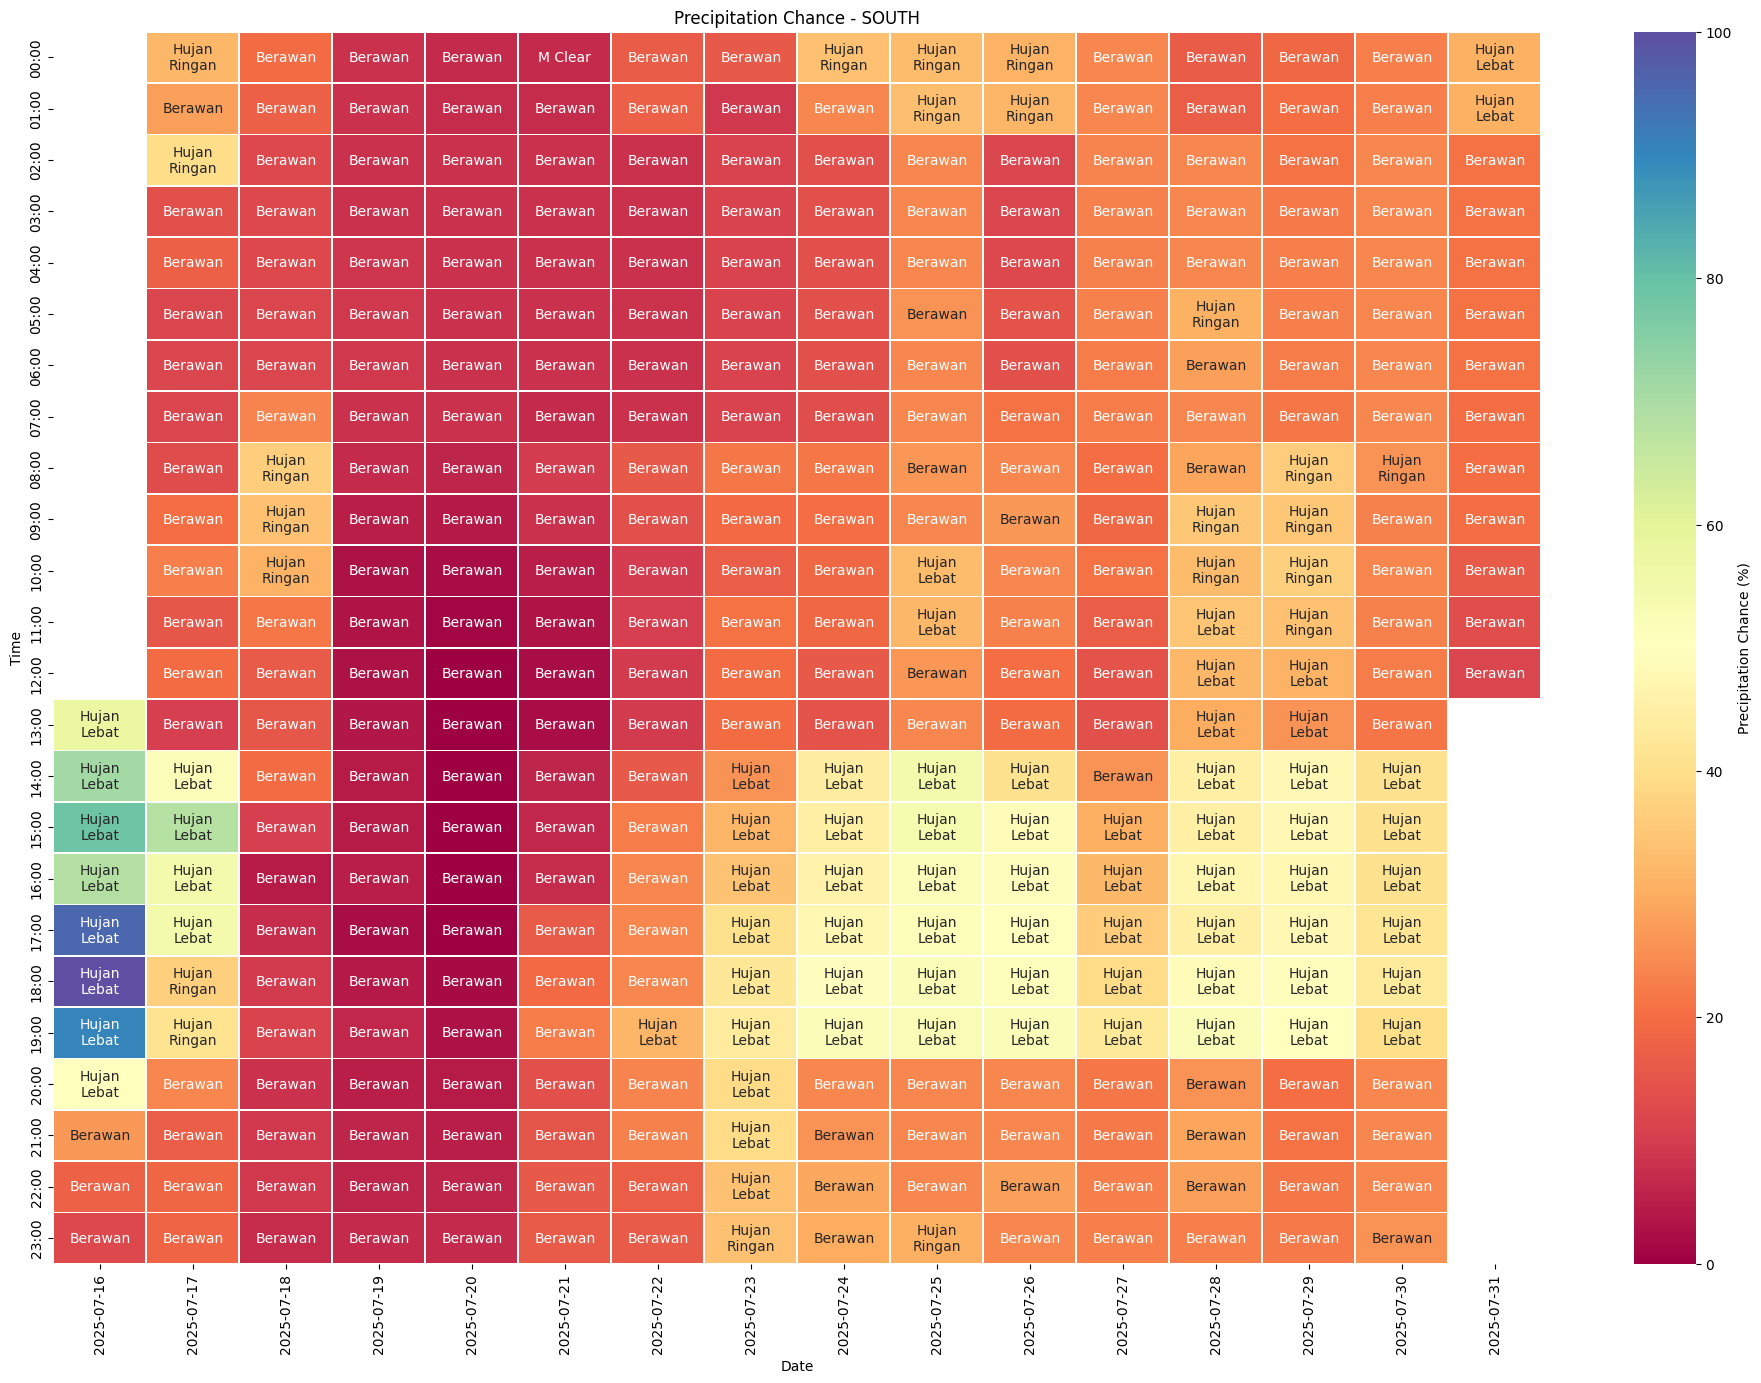 Precipitation Chance - SOUTH
00:00 Hujan Ringan Berawan Berawan Berawan M Clear Berawan Berawan Hujan Ringan Hujan Ringan Hujan Ringan Berawan Berawan Berawan Berawan Hujan Lebat
01:00 Berawan Berawan Berawan Berawan Berawan Berawan Berawan Berawan Hujan Ringan Hujan Ringan Berawan Berawan Berawan Berawan Hujan Lebat
02:00 Hujan Ringan Berawan Berawan Berawan Berawan Berawan Berawan Berawan Berawan Berawan Berawan Berawan Berawan Berawan Berawan
03:00 Berawan Berawan Berawan Berawan Berawan Berawan Berawan Berawan Berawan Berawan Berawan Berawan Berawan Berawan Berawan
04:00 Berawan Berawan Berawan Berawan Berawan Berawan Berawan Berawan Berawan Berawan Berawan Berawan Berawan Berawan Berawan
05:00 Berawan Berawan Berawan Berawan Berawan Berawan Berawan Berawan Berawan Berawan Berawan Hujan Ringan Berawan Berawan Berawan
06:00 Berawan Berawan Berawan Berawan Berawan Berawan Berawan Berawan Berawan Berawan Berawan Berawan Berawan Berawan Berawan
07:00 Berawan Berawan Berawan Berawan Berawan Berawan Berawan Berawan Berawan Berawan Berawan Berawan Berawan Berawan Berawan
08:00 Berawan Hujan Ringan Berawan Berawan Berawan Berawan Berawan Berawan Berawan Berawan Berawan Berawan Hujan Ringan Hujan Ringan Berawan
09:00 Berawan Hujan Ringan Berawan Berawan Berawan Berawan Berawan Berawan Berawan Berawan Berawan Hujan Ringan Hujan Ringan Berawan Berawan
10:00 Berawan Hujan Ringan Berawan Berawan Berawan Berawan Berawan Berawan Hujan Lebat Berawan Berawan Hujan Ringan Hujan Ringan Berawan Berawan
11:00 Berawan Berawan Berawan Berawan Berawan Berawan Berawan Berawan Hujan Lebat Berawan Berawan Hujan Lebat Hujan Ringan Berawan Berawan
12:00 Berawan Berawan Berawan Berawan Berawan Berawan Berawan Berawan Berawan Berawan Berawan Hujan Lebat Hujan Lebat Berawan Berawan
13:00 Hujan Lebat Berawan Berawan Berawan Berawan Berawan Berawan Berawan Berawan Berawan Berawan Berawan Hujan Lebat Hujan Lebat Berawan
14:00 Hujan Lebat Hujan Lebat Berawan Berawan Berawan Berawan Berawan Hujan Lebat Hujan Lebat Hujan Lebat Hujan Lebat Berawan Hujan Lebat Hujan Lebat Hujan Lebat
15:00 Hujan Lebat Hujan Lebat Berawan Berawan Berawan Berawan Berawan Hujan Lebat Hujan Lebat Hujan Lebat Hujan Lebat Hujan Lebat Hujan Lebat Hujan Lebat Hujan Lebat
16:00 Hujan Lebat Hujan Lebat Berawan Berawan Berawan Berawan Berawan Hujan Lebat Hujan Lebat Hujan Lebat Hujan Lebat Hujan Lebat Hujan Lebat Hujan Lebat Hujan Lebat
17:00 Hujan Lebat Hujan Lebat Berawan Berawan Berawan Berawan Berawan Hujan Lebat Hujan Lebat Hujan Lebat Hujan Lebat Hujan Lebat Hujan Lebat Hujan Lebat Hujan Lebat
18:00 Hujan Lebat Hujan Ringan Berawan Berawan Berawan Berawan Berawan Hujan Lebat Hujan Lebat Hujan Lebat Hujan Lebat Hujan Lebat Hujan Lebat Hujan Lebat Hujan Lebat
19:00 Hujan Lebat Hujan Ringan Berawan Berawan Berawan Berawan Hujan Lebat Hujan Lebat Hujan Lebat Hujan Lebat Hujan Lebat Hujan Lebat Hujan Lebat Hujan Lebat Hujan Lebat
20:00 Hujan Lebat Berawan Berawan Berawan Berawan Berawan Berawan Hujan Lebat Berawan Berawan Berawan Berawan Berawan Berawan Berawan
21:00 Berawan Berawan Berawan Berawan Berawan Berawan Berawan Hujan Lebat Berawan Berawan Berawan Berawan Berawan Berawan Berawan
22:00 Berawan Berawan Berawan Berawan Berawan Berawan Berawan Hujan Lebat Berawan Berawan Berawan Berawan Berawan Berawan Berawan
23:00 Berawan Berawan Berawan Berawan Berawan Berawan Berawan Hujan Ringan Berawan Hujan Ringan Berawan Berawan Berawan Berawan Berawan
2025-07-16 2025-07-17 2025-07-18 2025-07-19 2025-07-20 2025-07-21 2025-07-22 2025-07-23 2025-07-24 2025-07-25 2025-07-26 2025-07-27 2025-07-28 2025-07-29 2025-07-30 2025-07-31
Date
Time
100
80
60
40
20
0
Precipitation Chance (%)